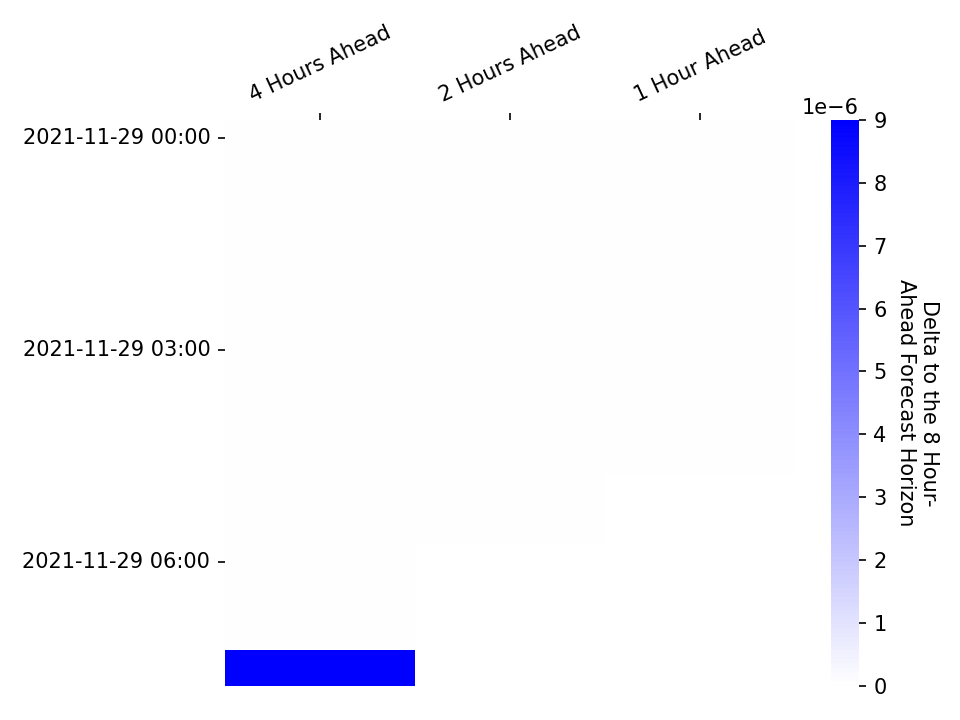 4 Hours Ahead
2 Hours Ahead
1 Hour Ahead
1e−6
2021-11-29 00:00
2021-11-29 03:00
2021-11-29 06:00
9
8
7
6
5
4
3
2
1
0
Delta to the 8 Hour-
Ahead Forecast Horizon